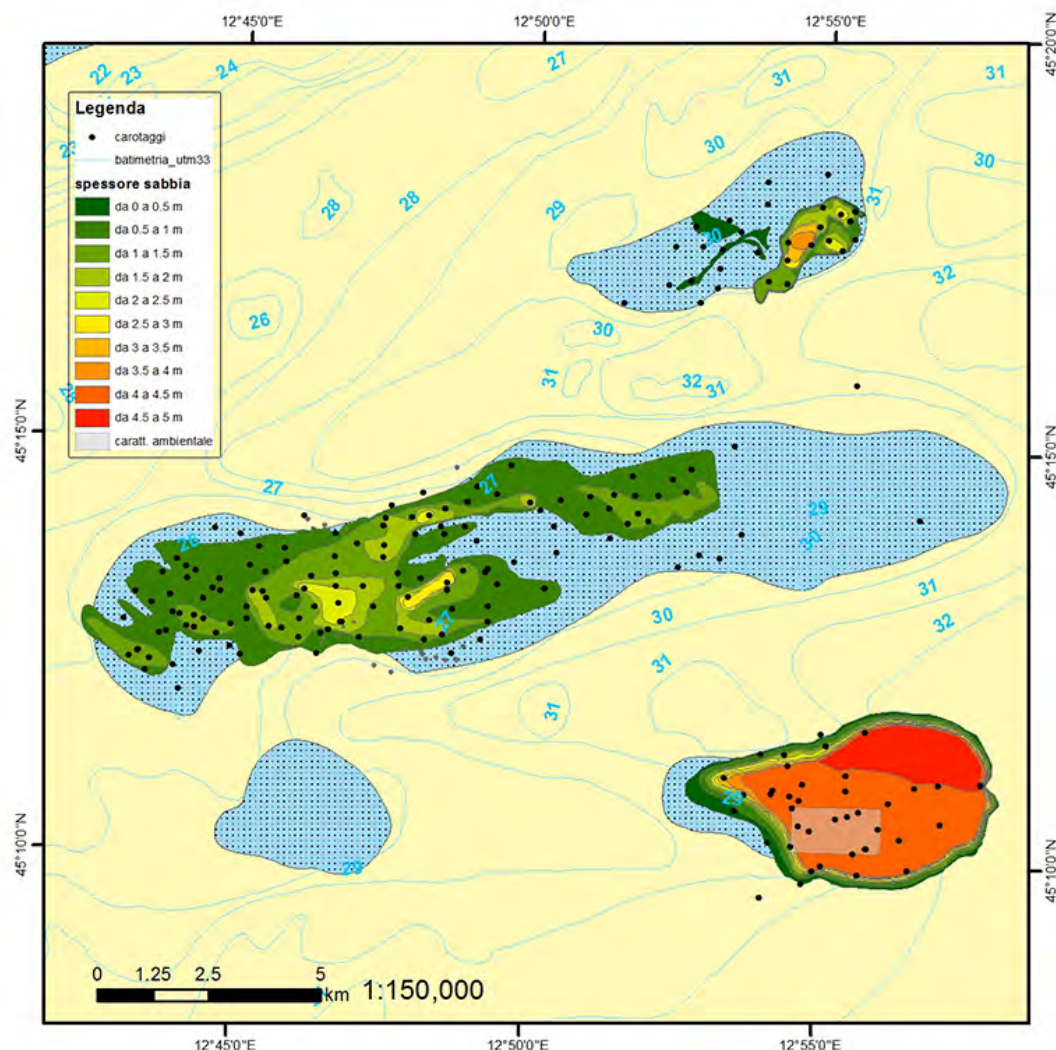 12°45'0"E
12°50'0"E
12°55'0"E
45°20'0"N
22
23
24
27
31
31
Legenda
carotaggi
batimetria_utm33
spessore sabbia
da 0 a 0.5 m
da 0.5 a 1 m
da 1 a 1.5 m
da 1.5 a 2 m
da 2 a 2.5 m
da 2.5 a 3 m
da 3 a 3.5 m
da 3.5 a 4 m
da 4 a 4.5 m
da 4.5 a 5 m
caratt. ambientale
23
30
30
28
28
29
31
30
32
26
30
31
32
31
45°15'0"N
45°15'0"N
27
27
26
29
30
27
31
30
32
31
31
29
29
45°10'0"N
45°10'0"N
0
1.25
2.5
5
km
1:150,000
12°45'0"E
12°50'0"E
12°55'0"E